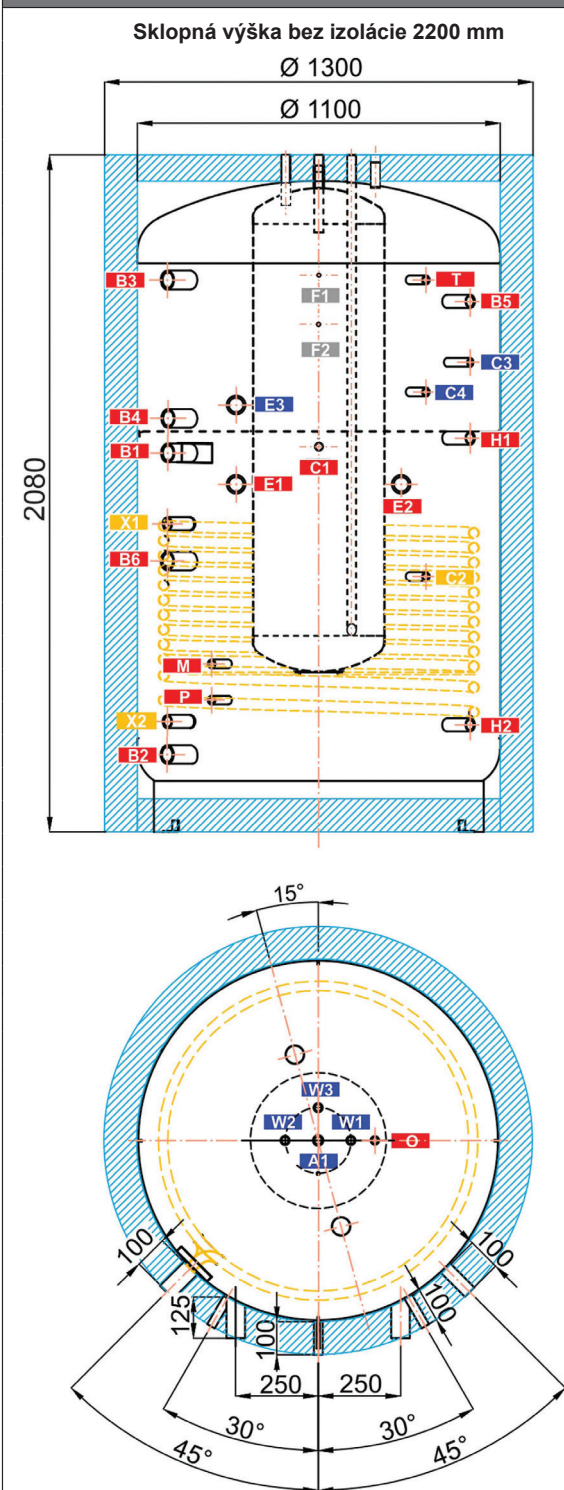 Sklopná výška bez izolácie 2200 mm
Ø 1300
Ø 1100
2080
B3
T
F1
B5
F2
C3
C4
E3
B4
H1
B1
C1
E1
E2
X1
B6
C2
M
P
X2
H2
B2
15°
W3
W2
W1
O
A1
100
100
125
100
100
250
250
30°
30°
45°
45°